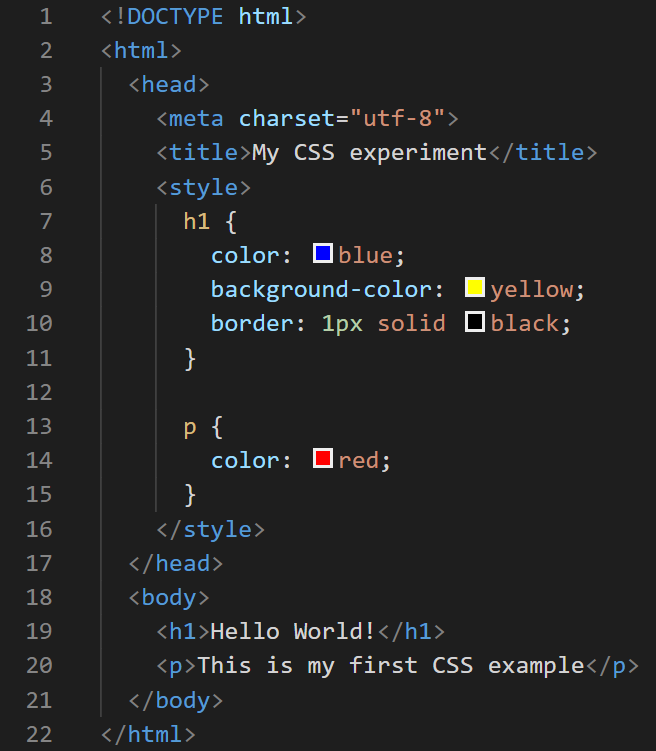 1 <!DOCTYPE html>
2 <html>
3   <head>
4     <meta charset="utf-8">
5     <title>My CSS experiment</title>
6     <style>
7       h1 {
8         color: blue;
9         background-color: yellow;
10         border: 1px solid black;
11       }
12
13       p {
14         color: red;
15       }
16     </style>
17   </head>
18   <body>
19     <h1>Hello World!</h1>
20     <p>This is my first CSS example</p>
21   </body>
22 </html>